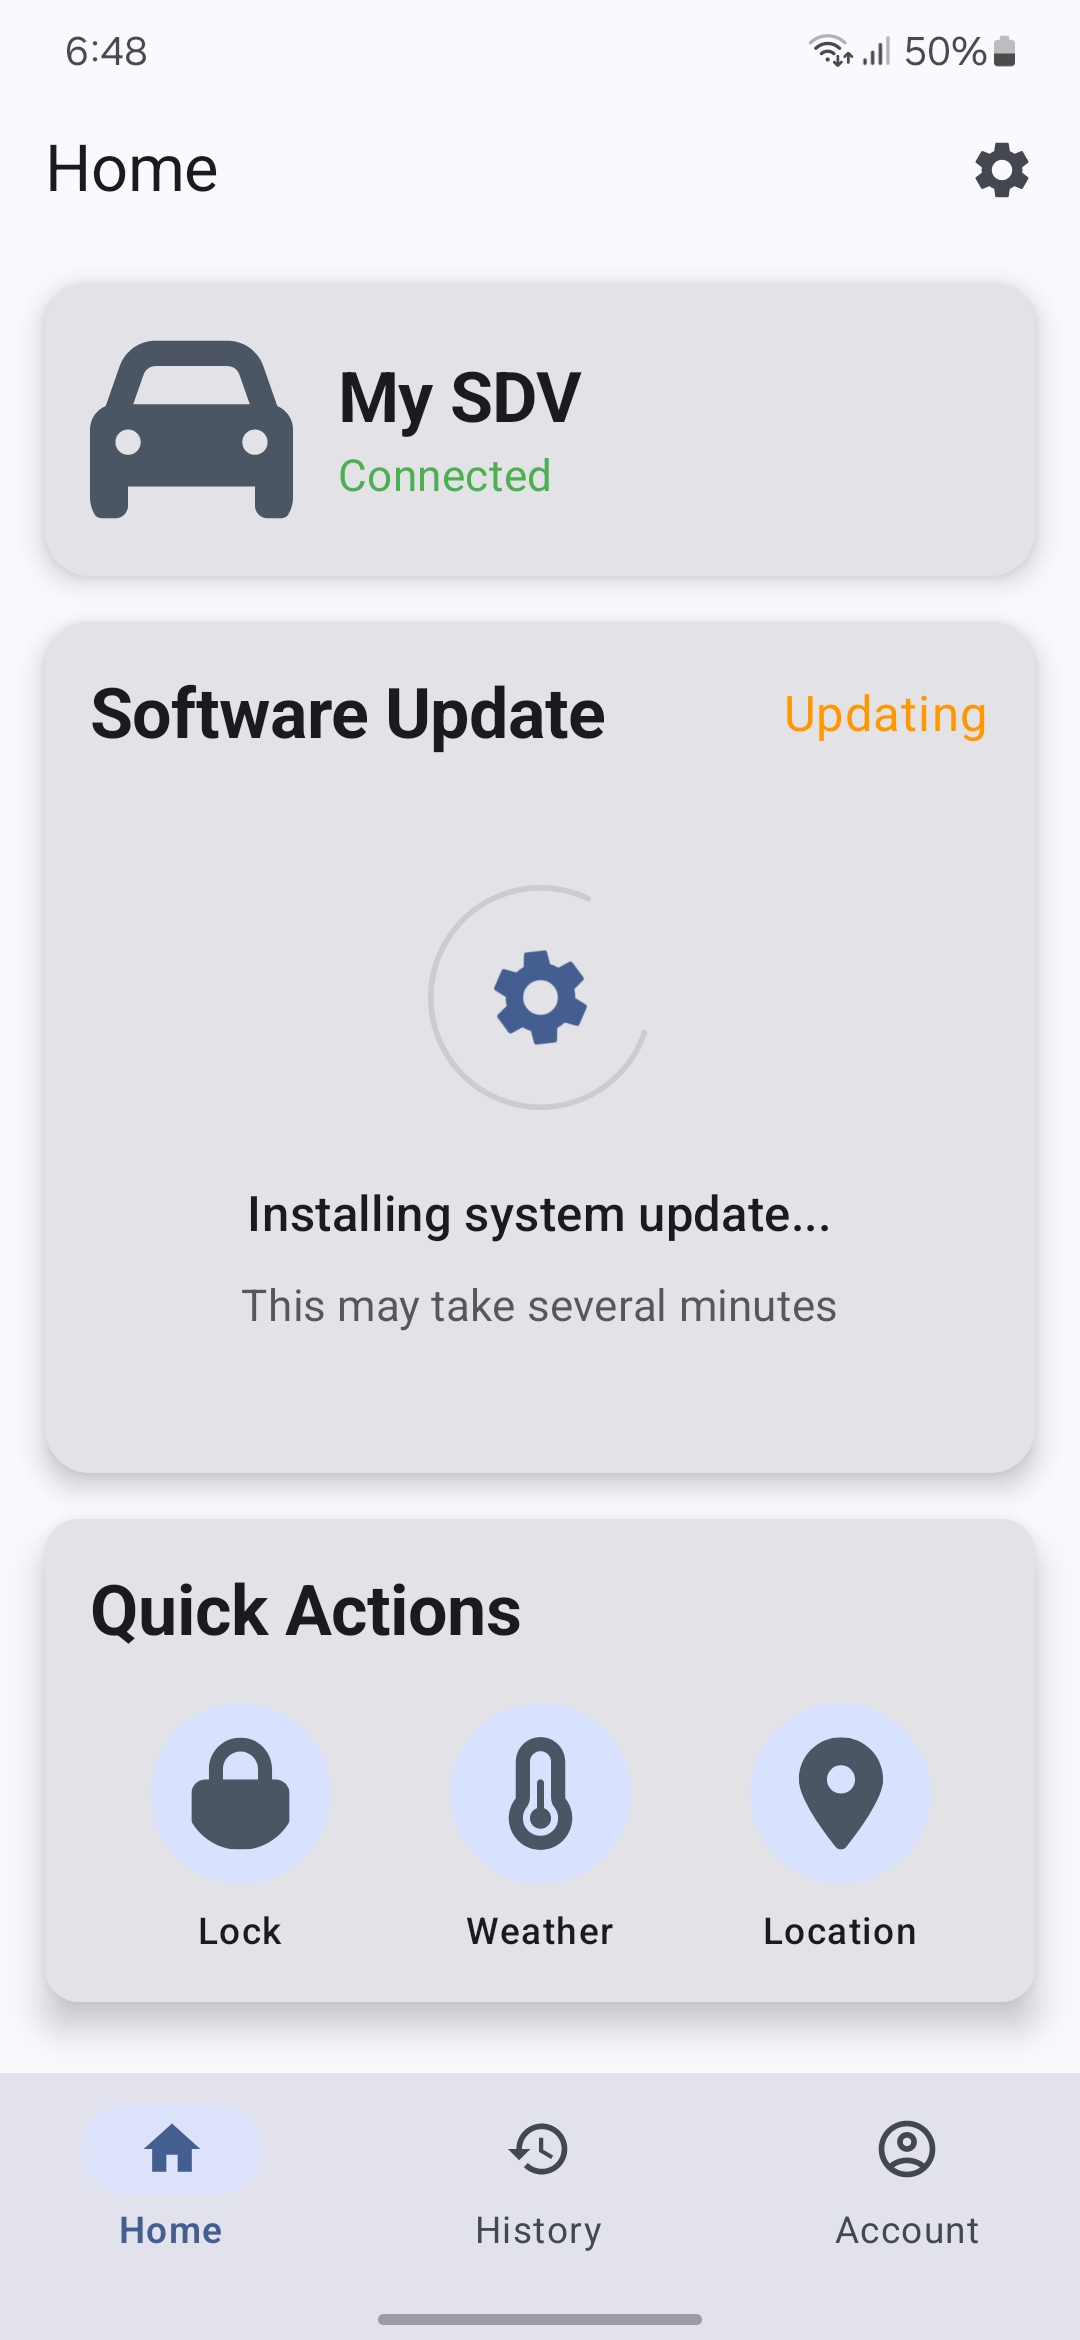 6:48
50%
Home
My SDV
Connected
Software Update
Updating
Installing system update...
This may take several minutes
Quick Actions
Lock
Weather
Location
Home
History
Account